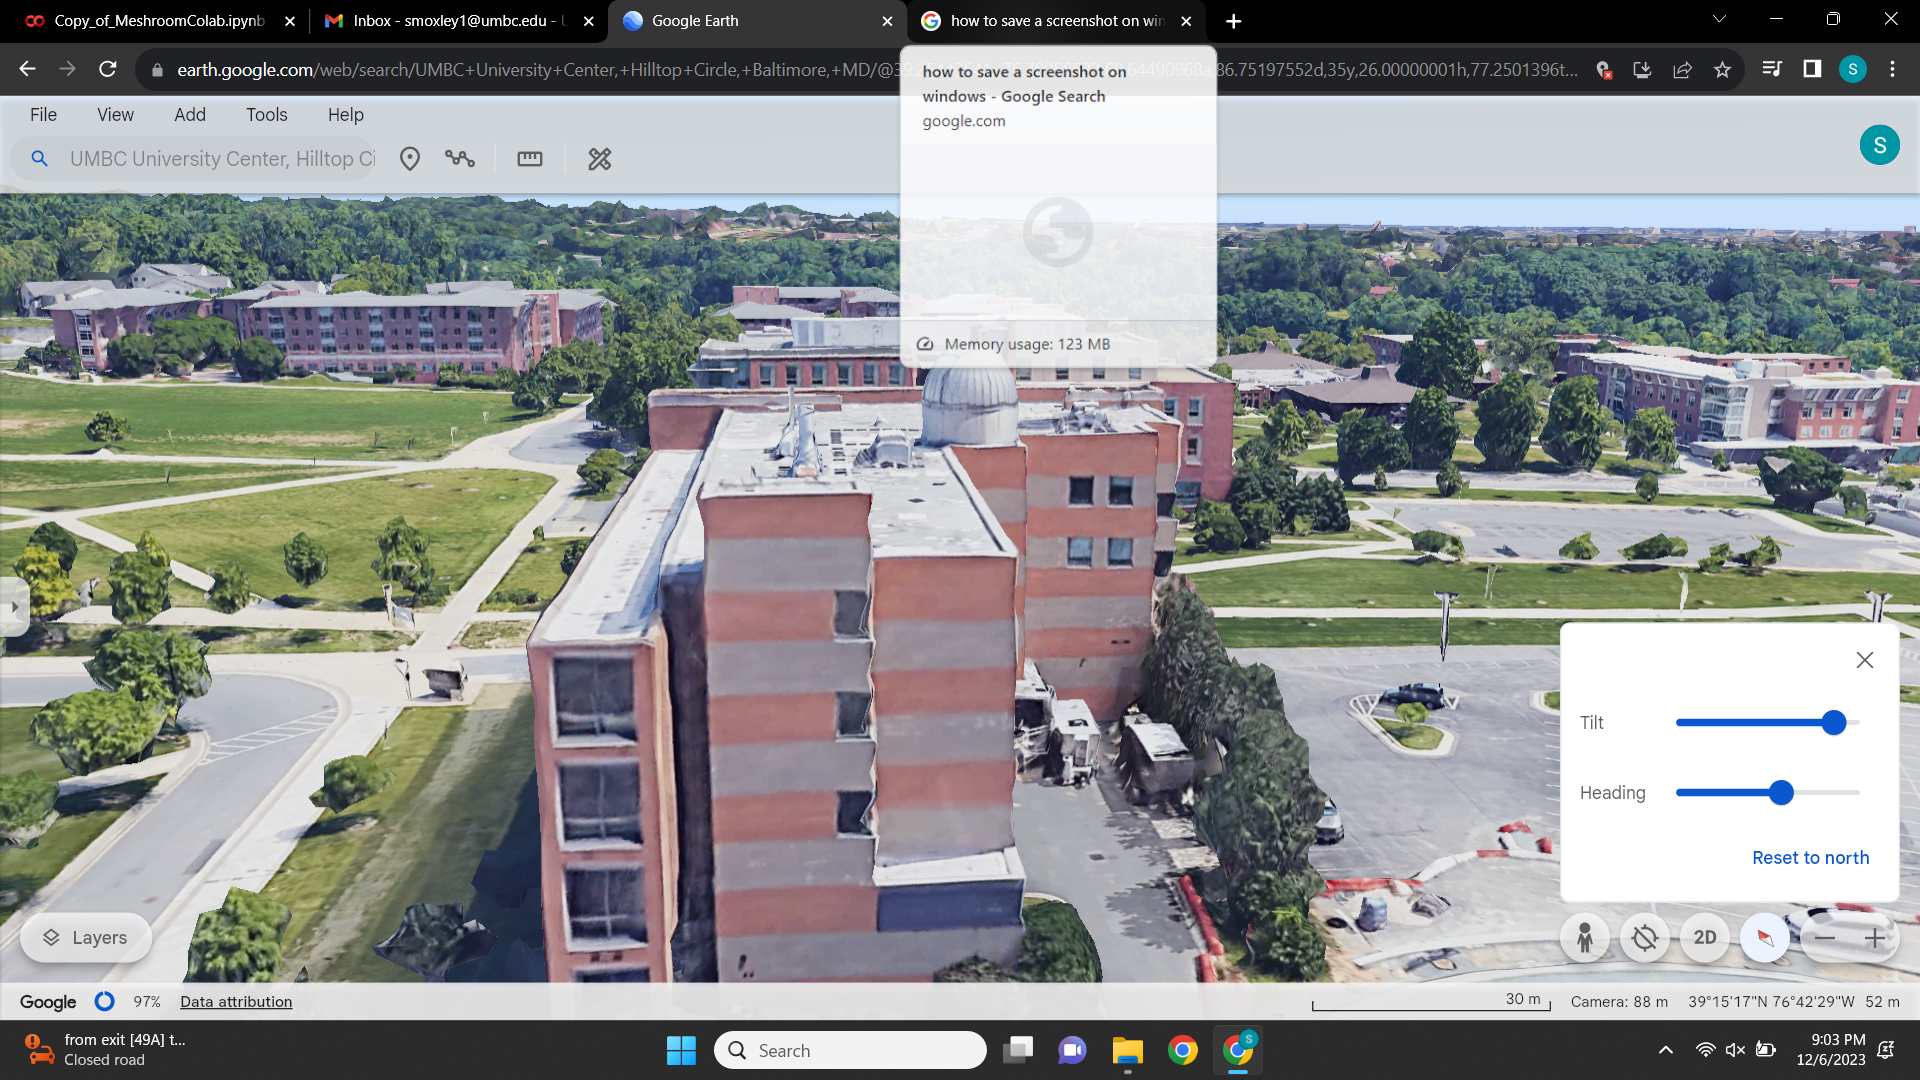 Copy_of_MeshroomColab.ipynb
Inbox - smoxley1@umbc.edu - U
Google Earth
how to save a screenshot on win
earth.google.com/web/search/UMBC+University+Center,+Hilltop+Circle,+Baltimore,+MD/@39.
86.75197552d,35y,26.00000001h,77.2501396t...
S
how to save a screenshot on
windows - Google Search
google.com
Memory usage: 123 MB
File
View
Add
Tools
Help
UMBC University Center, Hilltop Ci
S
Tilt
Heading
Reset to north
Layers
2D
Google
97%
Data attribution
30 m
Camera: 88 m
39°15'17"N 76°42'29"W
52 m
from exit [49A] t...
Closed road
Search
S
9:03 PM
12/6/2023